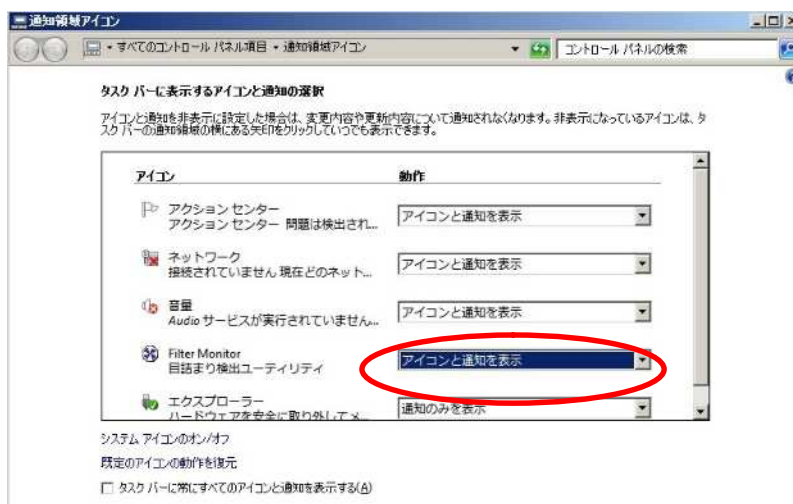 通知領域アイコン
すべてのコントロール パネル項目 通知領域アイコン
コントロール パネルの検索
タスク バーに表示するアイコンと通知の選択
アイコンと通知を非表示に設定した場合は、変更内容や更新内容について通知されなくなります。非表示になっているアイコンは、タ
スク バーの通知領域の横にある矢印をクリックしていつでも表示できます。
アイコン 動作
アクション センター
アクション センター 問題は検出され...
アイコンと通知を表示
ネットワーク
接続されていません 現在どのネット...
アイコンと通知を表示
音量
Audio サービスが実行されていません...
アイコンと通知を表示
Filter Monitor
目詰まり検出ユーティリティ
アイコンと通知を表示
エクスプローラー
ハードウェアを安全に取り外してメ...
通知のみを表示
システム アイコンのオン/オフ
既定のアイコンの動作を復元
タスク バーに常にすべてのアイコンと通知を表示する(A)